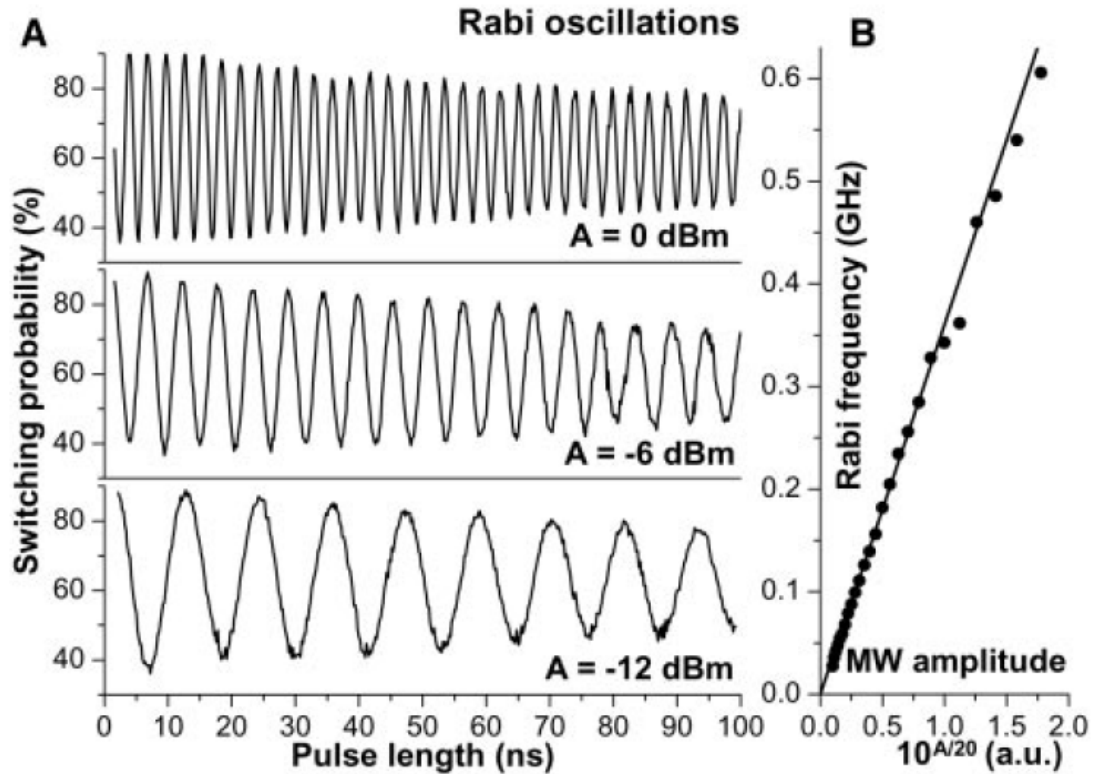 A
Rabi oscillations
B
Switching probability (%)
80
60
40
A = 0 dBm
80
60
40
A = -6 dBm
80
60
40
A = -12 dBm
0 10 20 30 40 50 60 70 80 90 100
Pulse length (ns)
Rabi frequency (GHz)
0.6
0.5
0.4
0.3
0.2
0.1
0.0
MW amplitude
0.0 0.5 1.0 1.5 2.0
10^A/20 (a.u.)